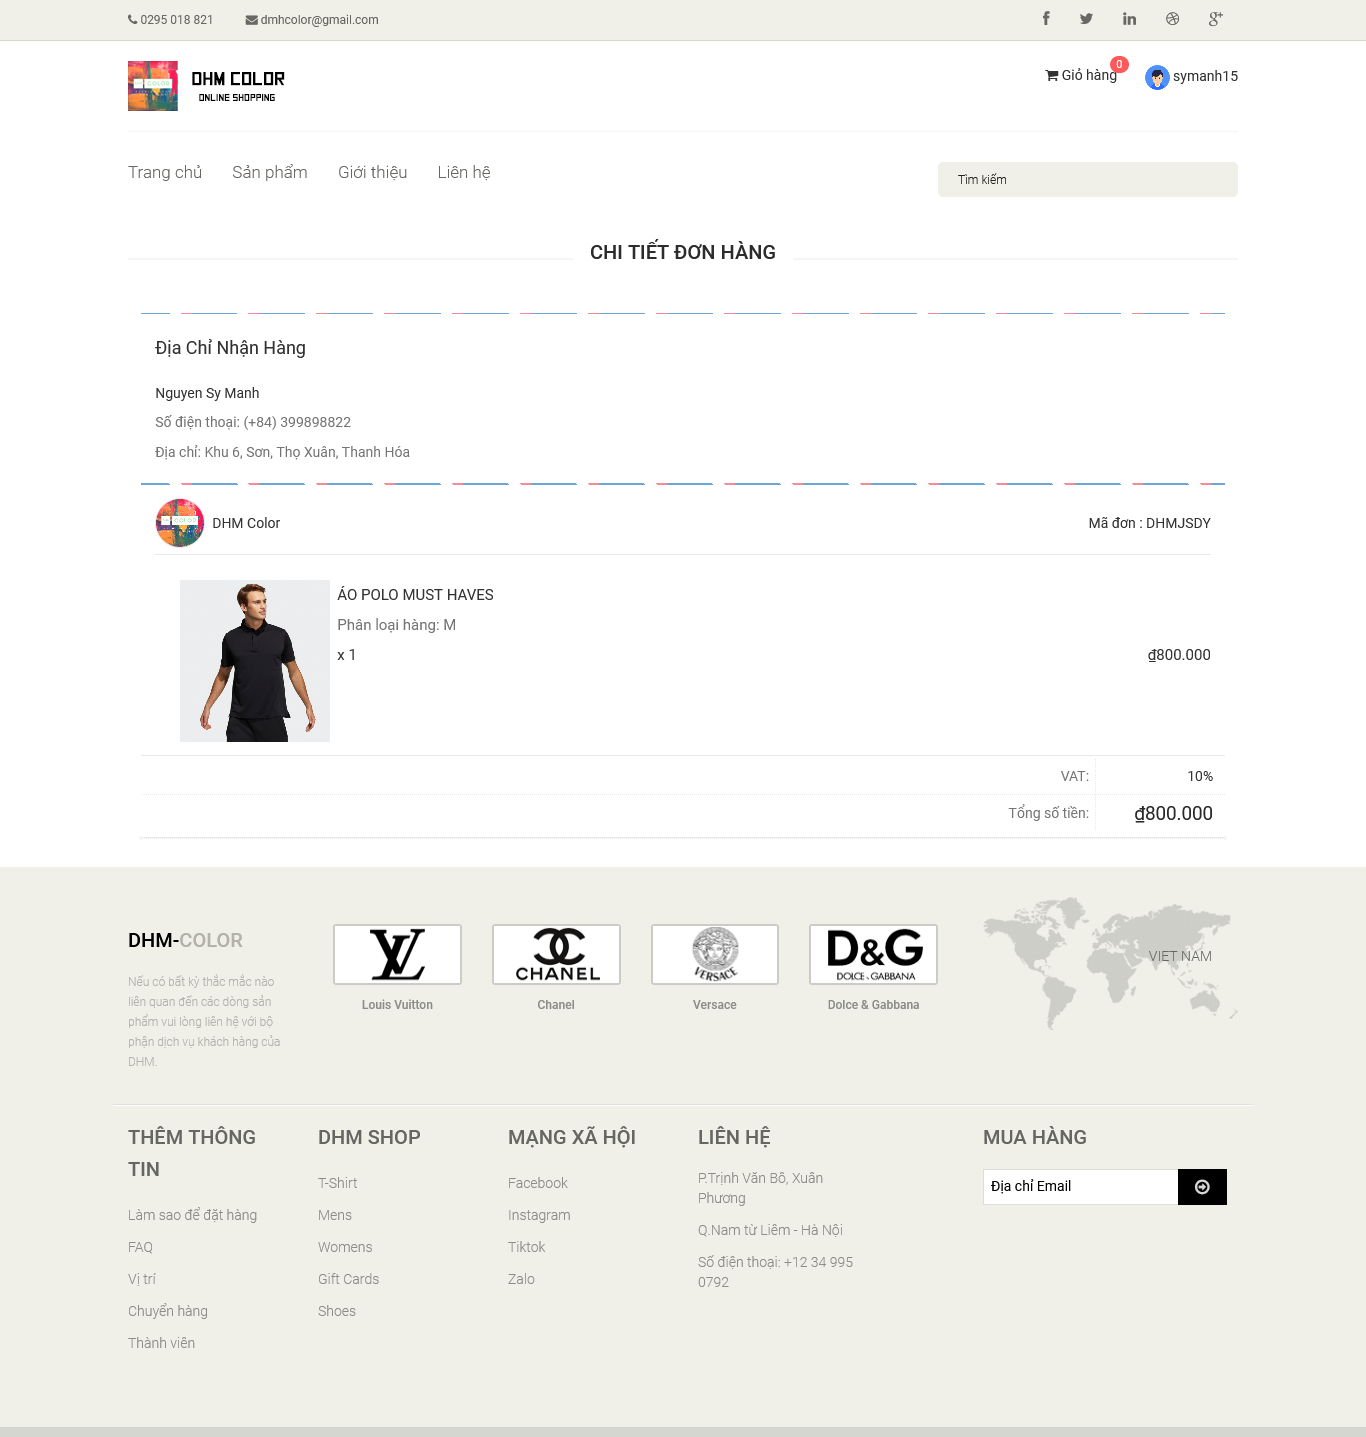 0295 018 821 dmhcolor@gmail.com
DHM COLOR
ONLINE SHOPPING
Giỏ hàng 0 symanh15
Trang chủ Sản phẩm Giới thiệu Liên hệ
Tìm kiếm
CHI TIẾT ĐƠN HÀNG
Địa Chỉ Nhận Hàng
Nguyen Sy Manh
Số điện thoại: (+84) 399898822
Địa chỉ: Khu 6, Sơn, Thọ Xuân, Thanh Hóa
DHM Color Mã đơn : DHMJSDY
ÁO POLO MUST HAVES
Phân loại hàng: M
x 1 ₫800.000
VAT: 10%
Tổng số tiền: ₫800.000
DHM-COLOR
Nếu có bất kỳ thắc mắc nào
liên quan đến các dòng sản
phẩm vui lòng liên hệ với bộ
phận dịch vụ khách hàng của
DHM.
LV
Louis Vuitton
CHANEL
Chanel
VERSACE
Versace
D&G
DOLCE & GABBANA
Dolce & Gabbana
VIET NAM
THÊM THÔNG
TIN
Làm sao để đặt hàng
FAQ
Vị trí
Chuyển hàng
Thành viên
DHM SHOP
T-Shirt
Mens
Womens
Gift Cards
Shoes
MẠNG XÃ HỘI
Facebook
Instagram
Tiktok
Zalo
LIÊN HỆ
P.Trịnh Văn Bô, Xuân
Phương
Q.Nam từ Liêm - Hà Nội
Số điện thoại: +12 34 995
0792
MUA HÀNG
Địa chỉ Email